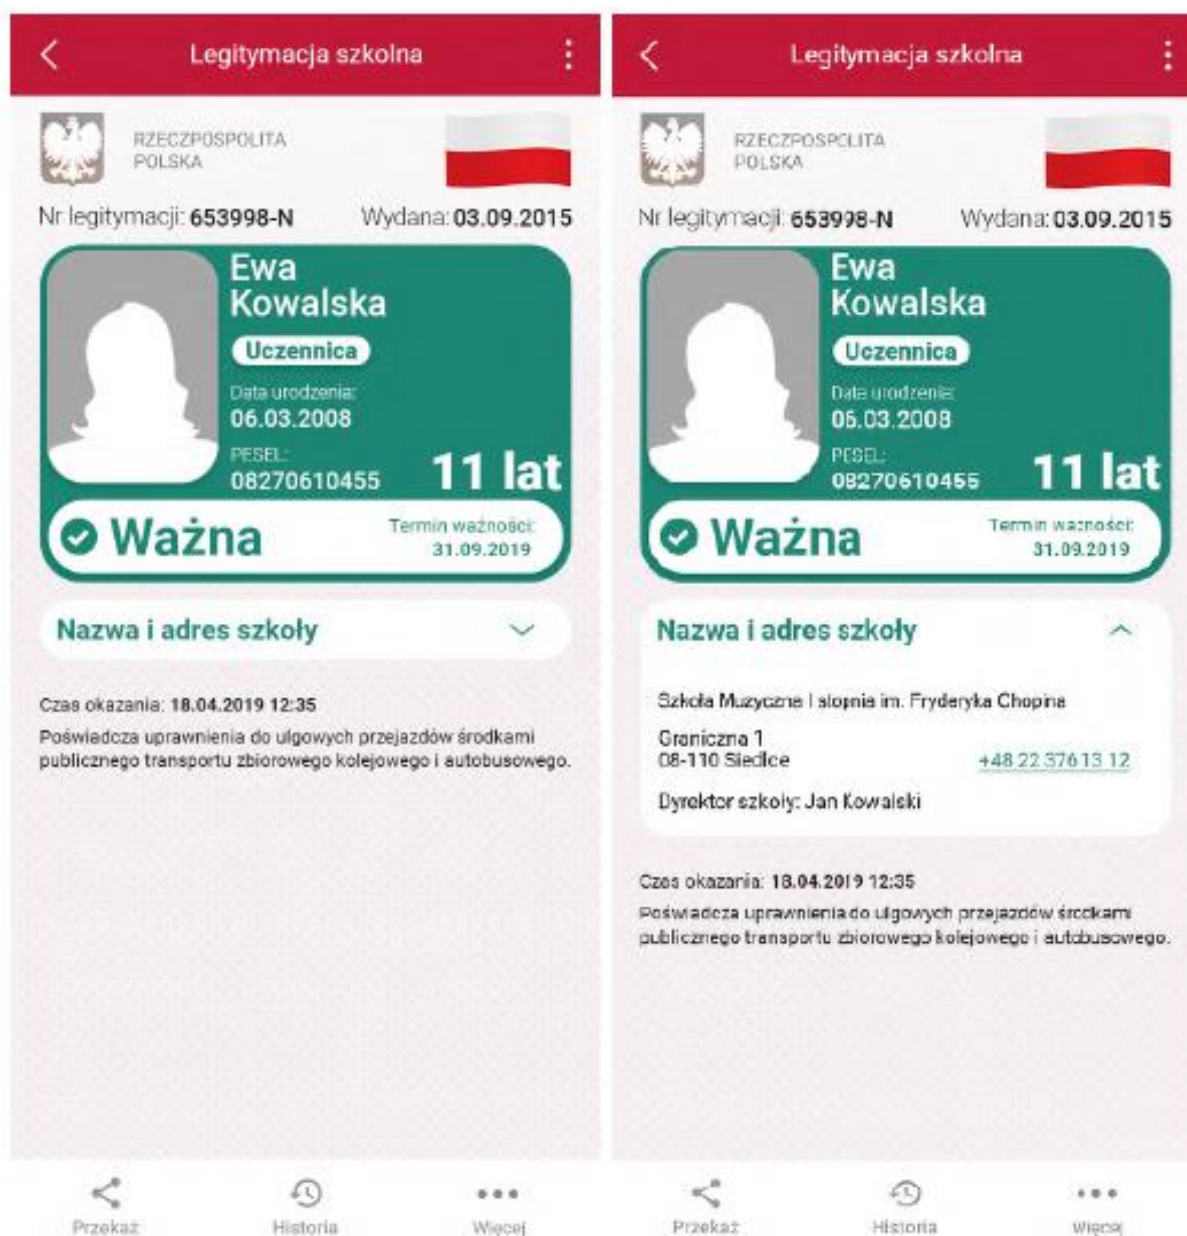 Legitymacja szkolna
RZECZPOSPOLITA
POLSKA
Nr legitymacji: 653998-N Wydana: 03.09.2015
Ewa
Kowalska
Uczennica
Data urodzenia:
06.03.2008
PESEL:
08270610455
11 lat
Ważna
Termin ważności:
31.09.2019
Nazwa i adres szkoły
Czas okazania: 18.04.2019 12:35
Poświadcza uprawnienia do ulgowych przejazdów środkami
publicznego transportu zbiorowego kolejowego i autobusowego.
Przekaż Historia Więcej
Legitymacja szkolna
RZECZPOSPOLITA
POLSKA
Nr legitymacji: 653998-N Wydana: 03.09.2015
Ewa
Kowalska
Uczennica
Data urodzenia:
06.03.2008
PESEL:
08270610455
11 lat
Ważna
Termin ważności:
31.09.2019
Nazwa i adres szkoły
Szkoła Muzyczna I stopnia im. Fryderyka Chopina
Graniczna 1
08-110 Siedlce +48 22 376 13 12
Dyrektor szkoły: Jan Kowalski
Czas okazania: 18.04.2019 12:35
Poświadcza uprawnienia do ulgowych przejazdów środkami
publicznego transportu zbiorowego kolejowego i autobusowego.
Przekaż Historia Więcej